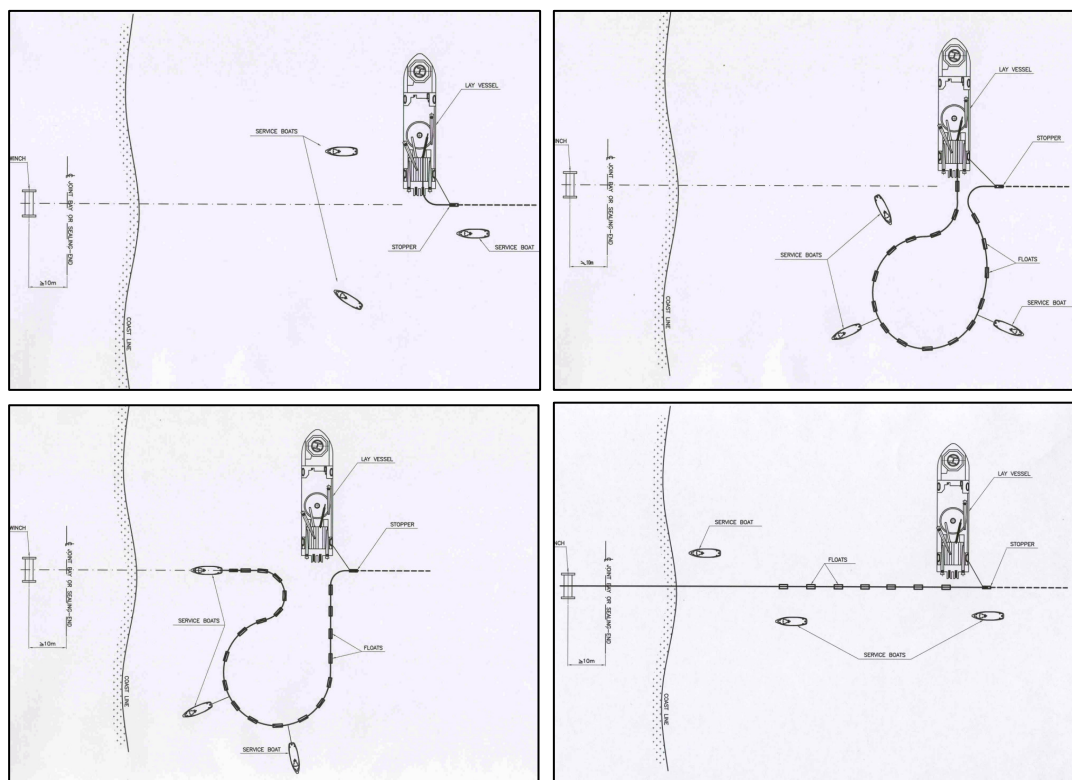 LAY VESSEL
SERVICE BOATS
WINCH
℄ JOINT BAY OR SEALING-END
STOPPER
SERVICE BOAT
≥10m
COAST LINE
LAY VESSEL
INCH
STOPPER
℄ JOINT BAY OR SEALING-END
SERVICE BOATS
FLOATS
10m
SERVICE BOAT
COAST LINE
LAY VESSEL
WINCH
STOPPER
℄ JOINT BAY OR SEALING-END
SERVICE BOATS
≥10m
FLOATS
COAST LINE
SERVICE BOAT
LAY VESSEL
SERVICE BOAT
INCH
FLOATS
STOPPER
℄ JOINT BAY OR SEALING-END
≥10m
SERVICE BOATS
COAST LINE